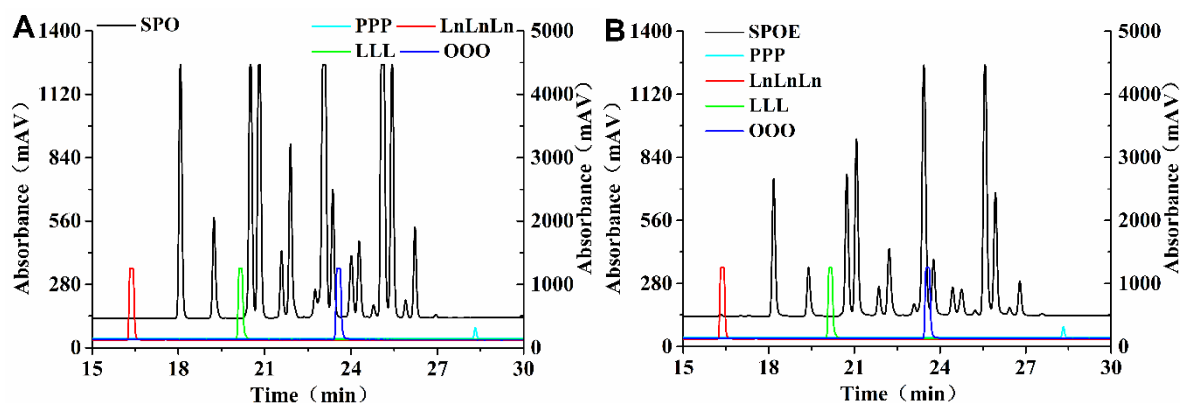 A
SPO
PPP
LnLnLn
LLL
OOO
1400
1120
840
560
280
0
Absorbance（mAV）
5000
4000
3000
2000
1000
0
Absorbance（mAV）
15 18 21 24 27 30
Time（min）
B
SPOE
PPP
LnLnLn
LLL
OOO
1400
1120
840
560
280
0
Absorbance（mAV）
5000
4000
3000
2000
1000
0
Absorbance（mAV）
15 18 21 24 27 30
Time（min）